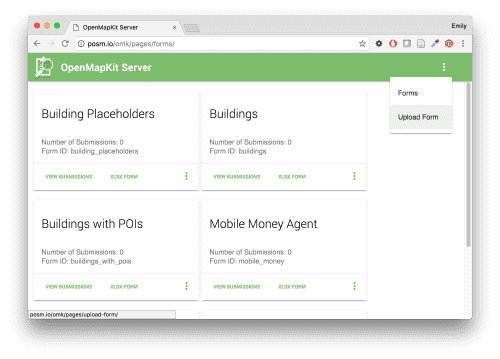 OpenMapKit Server
Emily
posm.io/omk/pages/forms/
OpenMapKit Server
Forms
Upload Form
Building Placeholders
Number of Submissions: 0
Form ID: building_placeholders
VIEW SUBMISSIONS XLSX FORM
Buildings
Number of Submissions: 0
Form ID: buildings
VIEW SUBMISSIONS XLSX FORM
Buildings with POIs
Number of Submissions: 0
Form ID: buildings_with_pois
VIEW SUBMISSIONS XLSX FORM
Mobile Money Agent
Number of Submissions: 0
Form ID: mobile_money
VIEW SUBMISSIONS XLSX FORM
posm.io/omk/pages/upload-form/